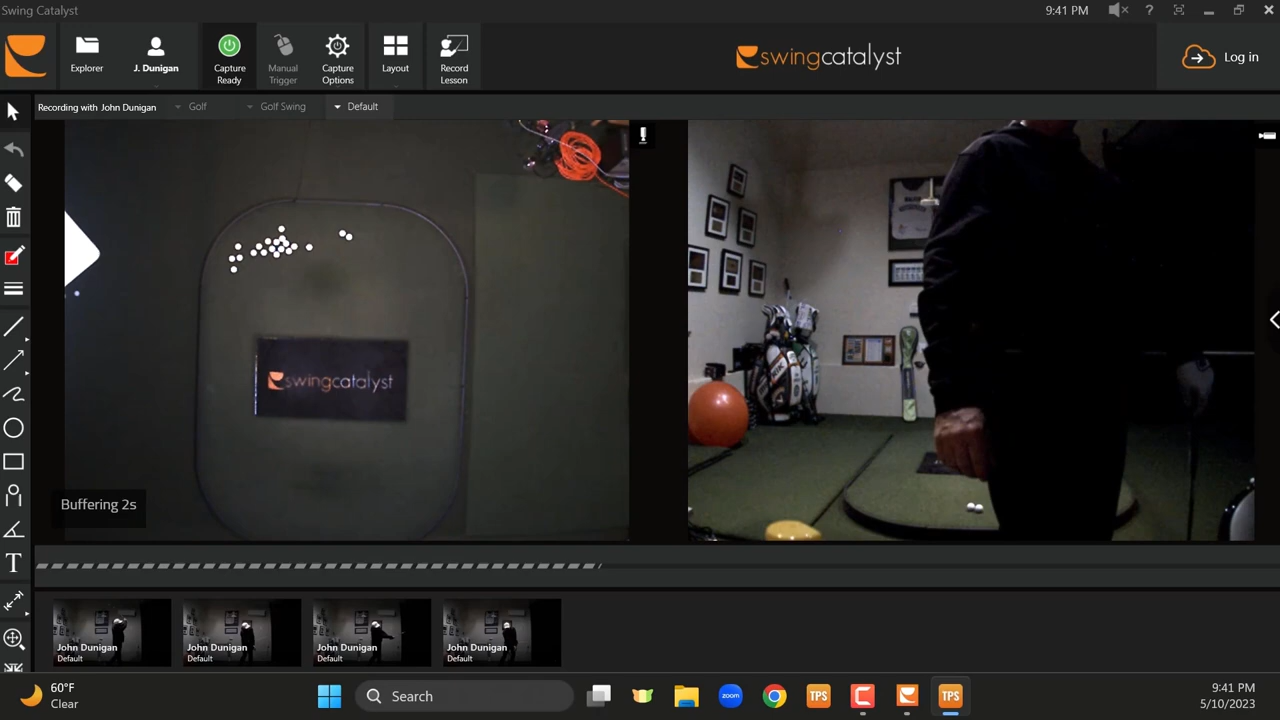 Swing Catalyst
9:41 PM
Explorer
J. Dunigan
Capture
Ready
Manual
Trigger
Capture
Options
Layout
Record
Lesson
swingcatalyst
Log in
Recording with John Dunigan
Golf
Golf Swing
Default
swingcatalyst
Buffering 2s
T
John Dunigan
Default
John Dunigan
Default
John Dunigan
Default
John Dunigan
Default
60°F
Clear
Search
zoom
TPS
TPS
9:41 PM
5/10/2023